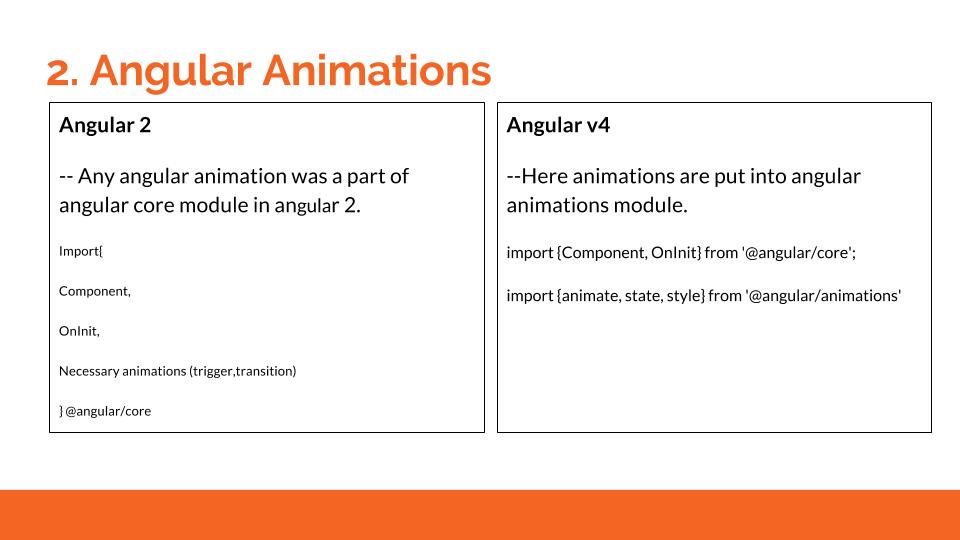 2. Angular Animations
Angular 2
-- Any angular animation was a part of
angular core module in angular 2.
Import{
Component,
OnInit,
Necessary animations (trigger,transition)
} @angular/core
Angular v4
--Here animations are put into angular
animations module.
import {Component, OnInit} from '@angular/core';
import {animate, state, style} from '@angular/animations'